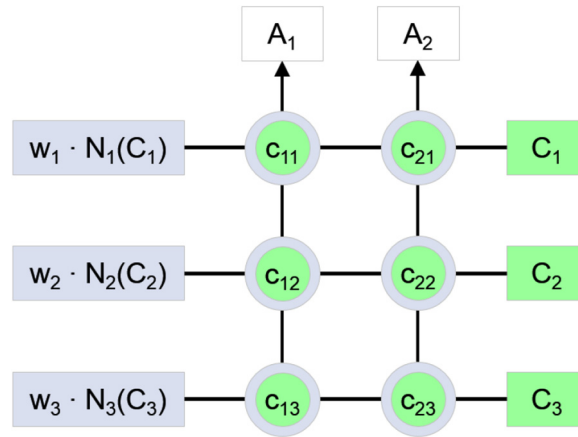 A₁ A₂
w₁ · N₁(C₁) c₁₁ c₂₁ C₁
w₂ · N₂(C₂) c₁₂ c₂₂ C₂
w₃ · N₃(C₃) c₁₃ c₂₃ C₃